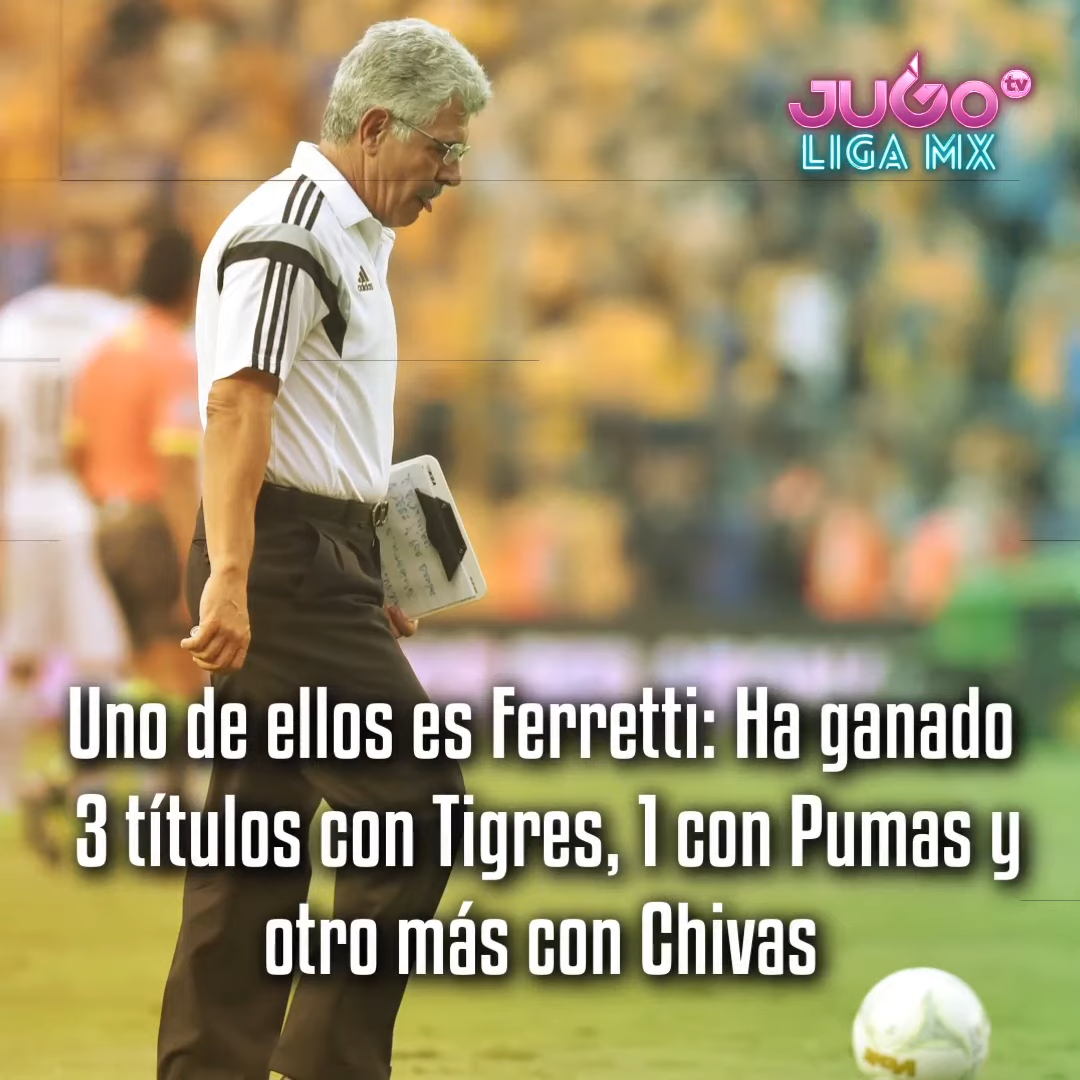 JUGO tv
LIGA MX
adidas
Uno de ellos es Ferretti: Ha ganado
3 títulos con Tigres, 1 con Pumas y
otro más con Chivas